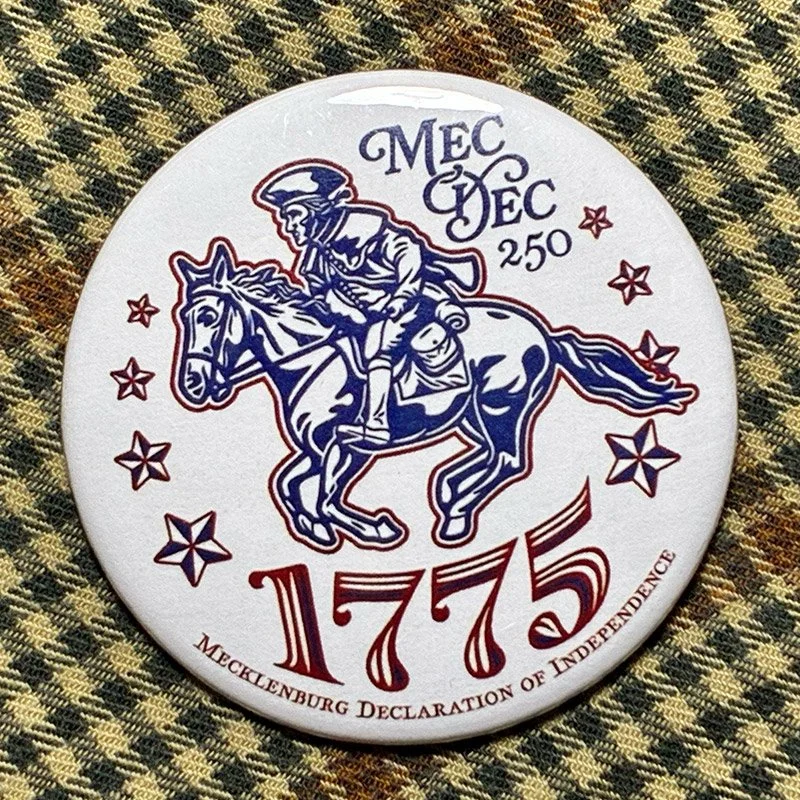 Mec
Dec
250
1775
Mecklenburg Declaration of Independence